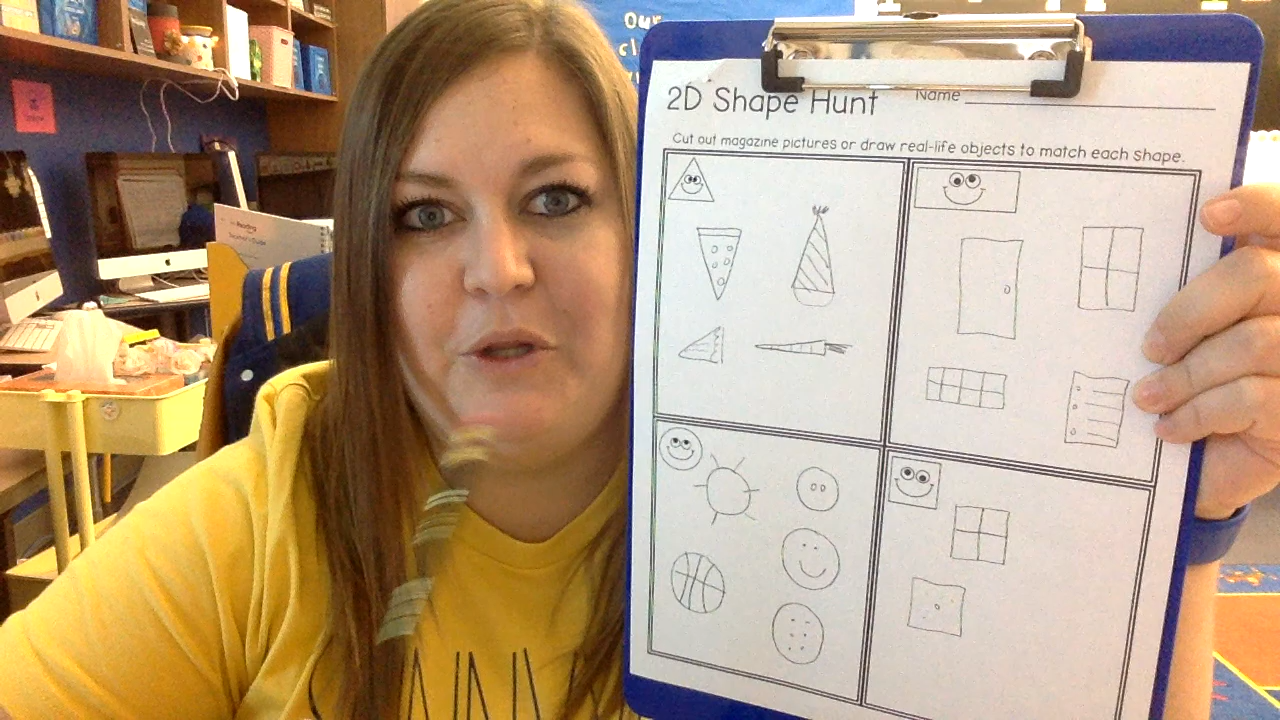 Our
2D Shape Hunt
Name
Cut out magazine pictures or draw real-life objects to match each shape.
Reading